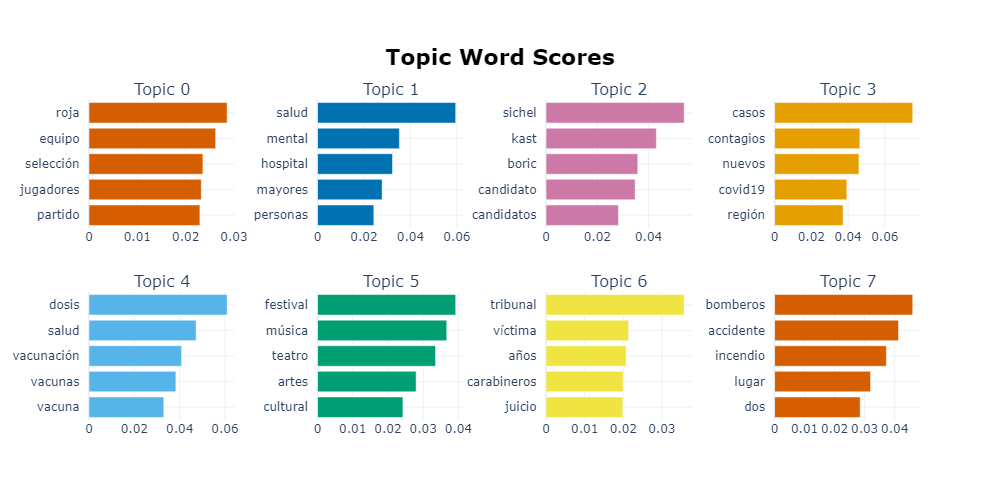 Topic Word Scores
Topic 0
roja
equipo
selección
jugadores
partido
0 0.01 0.02 0.03
Topic 1
salud
mental
hospital
mayores
personas
0 0.02 0.04 0.06
Topic 2
sichel
kast
boric
candidato
candidatos
0 0.02 0.04
Topic 3
casos
contagios
nuevos
covid19
región
0 0.02 0.04 0.06
Topic 4
dosis
salud
vacunación
vacunas
vacuna
0 0.02 0.04 0.06
Topic 5
festival
música
teatro
artes
cultural
0 0.01 0.02 0.03 0.04
Topic 6
tribunal
víctima
años
carabineros
juicio
0 0.01 0.02 0.03
Topic 7
bomberos
accidente
incendio
lugar
dos
0 0.01 0.02 0.03 0.04